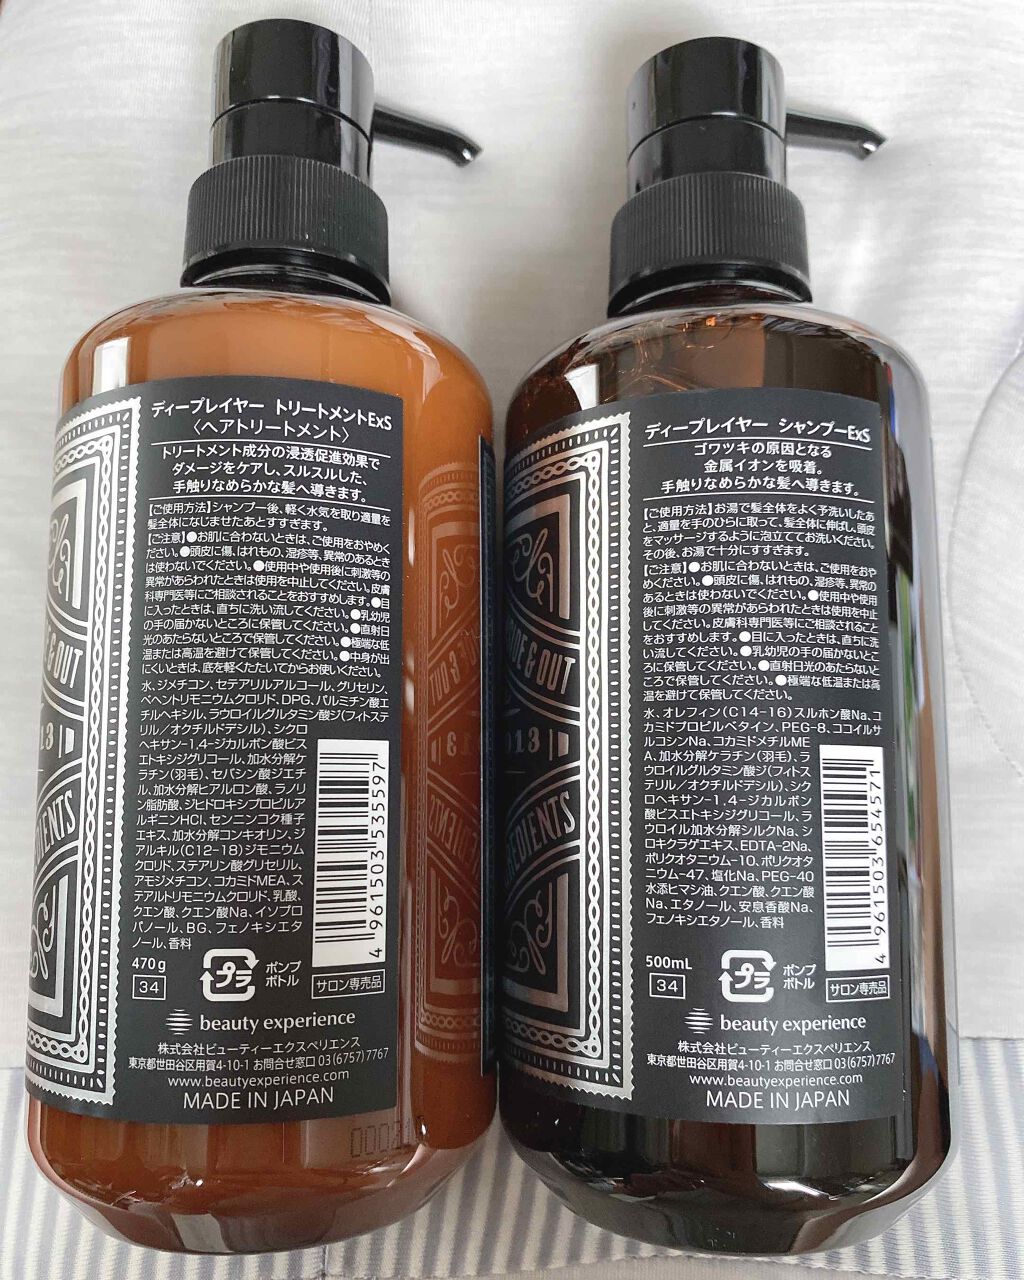 ディープレイヤー トリートメントExS
〈ヘアトリートメント〉
トリートメント成分の浸透促進効果で
ダメージをケアし、スルスルした、
手触りなめらかな髪へ導きます。
【ご使用方法】シャンプー後、軽く水気を取り適量を
髪全体になじませたあとすすぎます。
【ご注意】●お肌に合わないときは、ご使用をおやめく
ださい。●頭皮に傷、はれもの、湿疹等、異常のあるとき
は使わないでください。●使用中や使用後に刺激等の
異常があらわれたときは使用を中止してください。皮膚
科専門医等にご相談されることをおすすめします。●目
に入ったときは、直ちに洗い流してください。●乳幼児
の手の届かないところで保管してください。●直射日
光のあたらないところで保管してください。●極端な低
温または高温を避けて保管してください。●中身が出
にくいときは、底を軽くたたいてからお使いください。
水、ジメチコン、セテアリルアルコール、グリセリン、
ベヘントリモニウムクロリド、DPG、パルミチン酸エ
チルヘキシル、ラウロイルグルタミン酸ジ(フィトステ
リル/オクチルドデシル)、シクロ
ヘキサン-1,4-ジカルボン酸ビス
エトキシジグリコール、加水分解ケ
ラチン(羽毛)、セバシン酸ジエチ
ル、加水分解ヒアルロン酸、ラノリ
ン脂肪酸、ジヒドロキシプロピルア
ルギニンHCl、センニンコク種子
エキス、加水分解コンキオリン、ジ
アルキル(C12-18)ジモニウム
クロリド、ステアリン酸グリセリル、
アモジメチコン、コカミドMEA、ス
テアルトリモニウムクロリド、乳酸、
クエン酸、クエン酸Na、イソプロ
パノール、BG、フェノキシエタ
ノール、香料
4 961503 535597
470g
34
プラ
ポンプ
ボトル
サロン専売品
beauty experience
株式会社ビューティーエクスペリエンス
東京都世田谷区用賀4-10-1 お問合せ窓口 03(6757)7767
www.beautyexperience.com
MADE IN JAPAN
& OUT
13
ディープレイヤー シャンプーExS
ゴワツキの原因となる
金属イオンを吸着。
手触りなめらかな髪へ導きます。
【ご使用方法】お湯で髪全体をよく予洗いしたあ
と、適量を手のひらに取って、髪全体に伸ばし、頭皮
をマッサージするように泡立ててお洗いください。
その後、お湯で十分にすすぎます。
【ご注意】●お肌に合わないときは、ご使用をおや
めください。●頭皮に傷、はれもの、湿疹等、異常の
あるときは使わないでください。●使用中や使用
後に刺激等の異常があらわれたときは使用を中止
してください。皮膚科専門医等にご相談されること
をおすすめします。●目に入ったときは、直ちに洗
い流してください。●乳幼児の手の届かないとこ
ろに保管してください。●直射日光のあたらないと
ころで保管してください。●極端な低温または高
温を避けて保管してください。
水、オレフィン(C14-16)スルホン酸Na、コ
カミドプロピルベタイン、PEG-8、ココイルサ
ルコシンNa、コカミドメチルME
A、加水分解ケラチン(羽毛)、ラ
ウロイルグルタミン酸ジ(フィトス
テリル/オクチルドデシル)、シク
ロヘキサン-1,4-ジカルボン
酸ビスエトキシジグリコール、ラ
ウロイル加水分解シルクNa、シ
ロキクラゲエキス、EDTA-2Na、
ポリクオタニウム-10、ポリクオタ
ニウム-47、塩化Na、PEG-40
水添ヒマシ油、クエン酸、クエン酸
Na、エタノール、安息香酸Na、
フェノキシエタノール、香料
4 961503 654571
500mL
34
プラ
ポンプ
ボトル
サロン専売品
beauty experience
株式会社ビューティーエクスペリエンス
東京都世田谷区用賀4-10-1 お問合せ窓口 03(6757)7767
www.beautyexperience.com
MADE IN JAPAN
& OUT